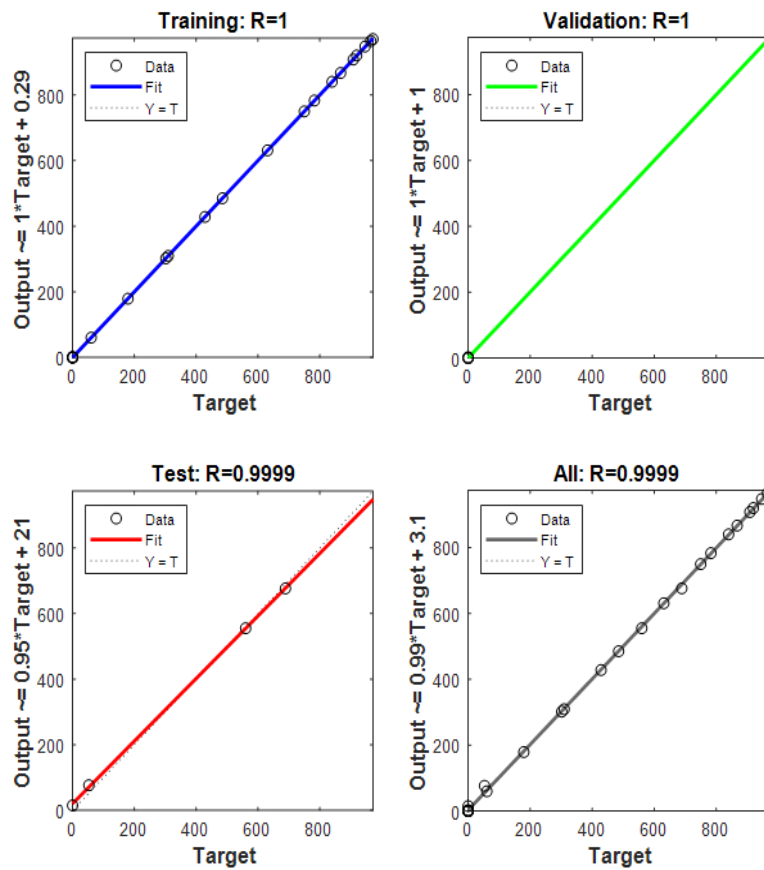 Training: R=1
Output ~= 1*Target + 0.29
Data
Fit
Y = T
800
600
400
200
0
0 200 400 600 800
Target
Validation: R=1
Output ~= 1*Target + 1
Data
Fit
Y = T
800
600
400
200
0
0 200 400 600 800
Target
Test: R=0.9999
Output ~= 0.95*Target + 21
Data
Fit
Y = T
800
600
400
200
0
0 200 400 600 800
Target
All: R=0.9999
Output ~= 0.99*Target + 3.1
Data
Fit
Y = T
800
600
400
200
0
0 200 400 600 800
Target